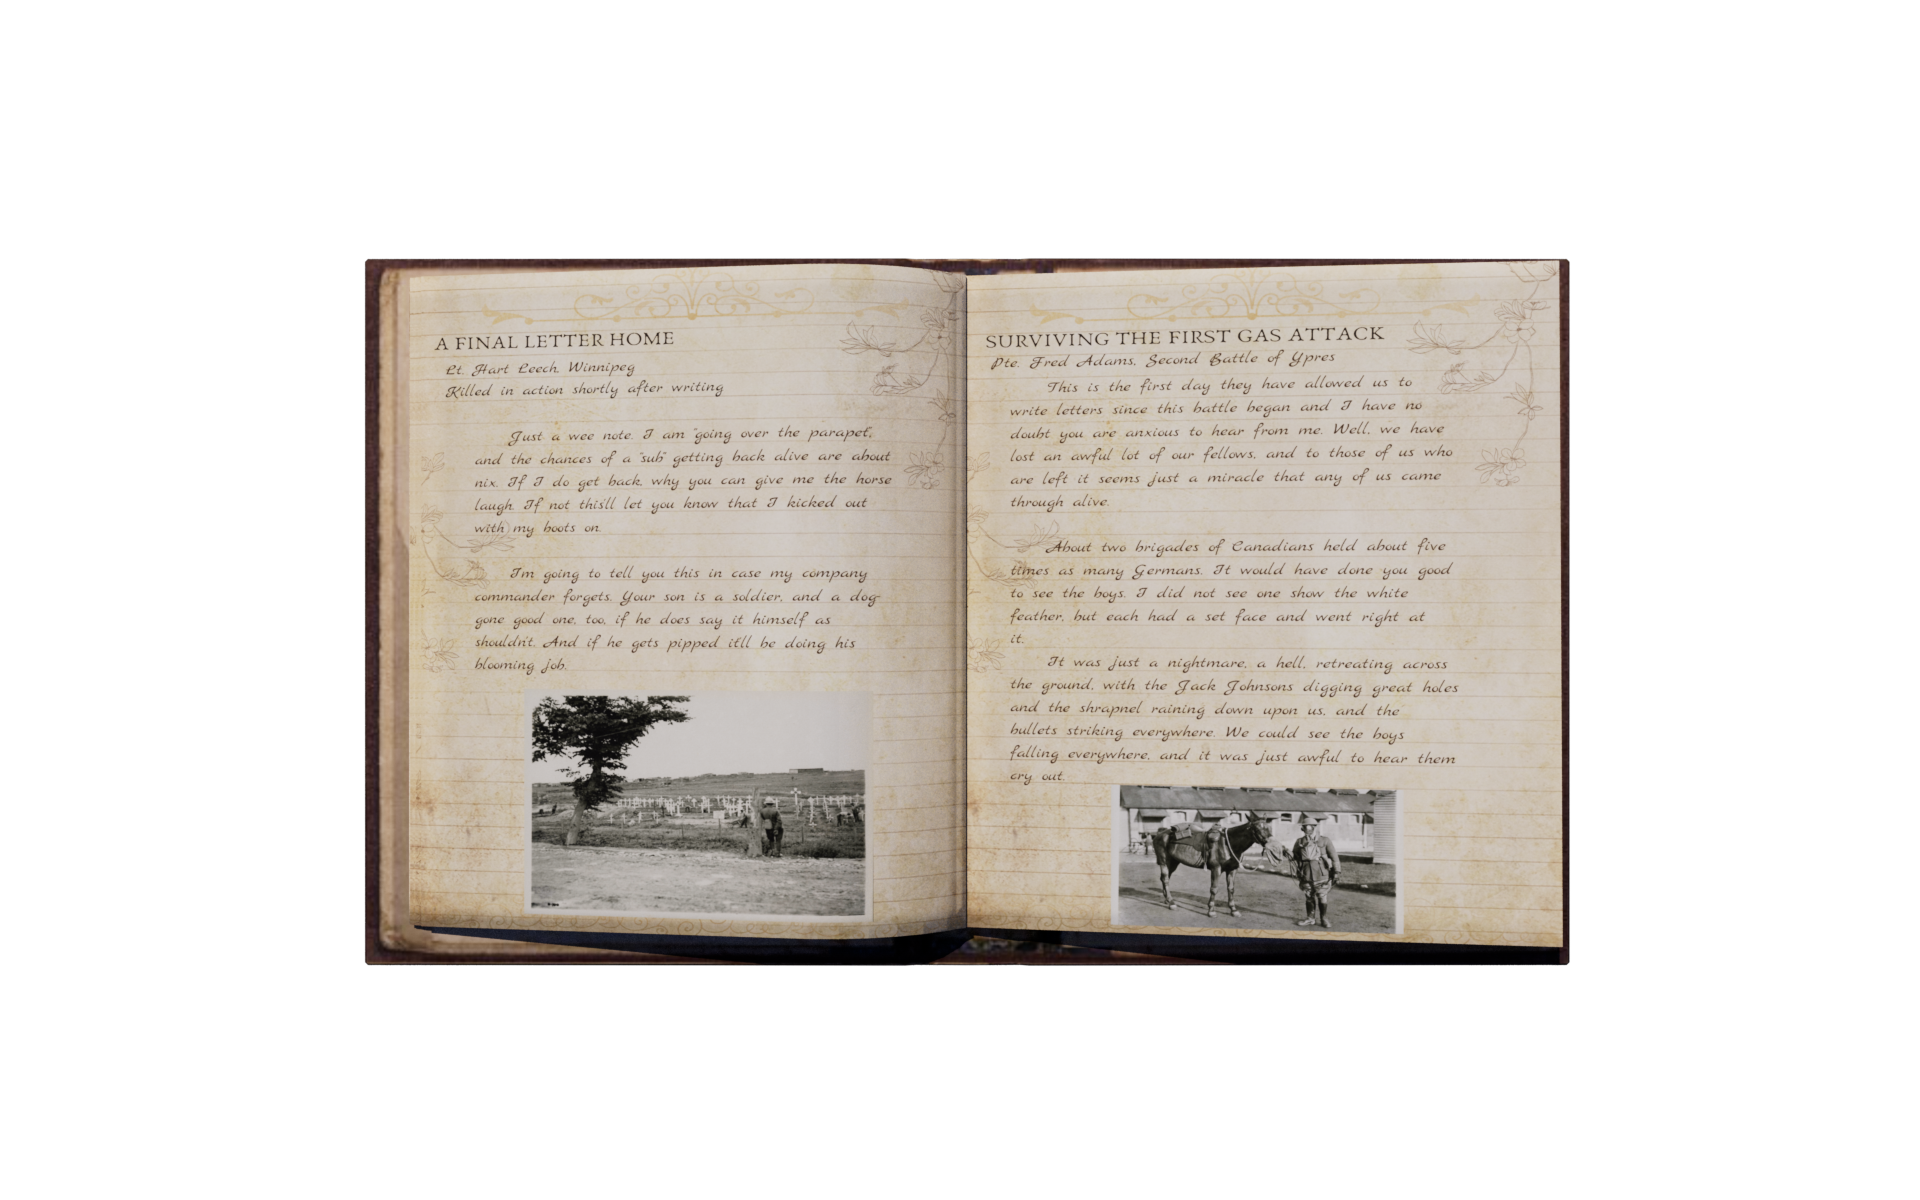 A FINAL LETTER HOME
Lt. Hart Leech, Winnipeg
Killed in action shortly after writing
Just a wee note. I am "going over the parapet",
and the chances of a "sub" getting back alive are about
nix. If I do get back, why you can give me the horse
laugh. If not this'll let you know that I kicked out
with my boots on.
I'm going to tell you this in case my company
commander forgets. Your son is a soldier, and a dog-
gone good one, too, if he does say it himself as
shouldn't. And if he gets pipped it'll be doing his
blooming job.
SURVIVING THE FIRST GAS ATTACK
Pte. Fred Adams, Second Battle of Ypres
This is the first day they have allowed us to
write letters since this battle began and I have no
doubt you are anxious to hear from me. Well, we have
lost an awful lot of our fellows, and to those of us who
are left it seems just a miracle that any of us came
through alive.
About two brigades of Canadians held about five
times as many Germans. It would have done you good
to see the boys. I did not see one show the white
feather, but each had a set face and went right at
it.
It was just a nightmare, a hell, retreating across
the ground, with the Jack Johnsons digging great holes
and the shrapnel raining down upon us, and the
bullets striking everywhere. We could see the boys
falling everywhere, and it was just awful to hear them
cry out.